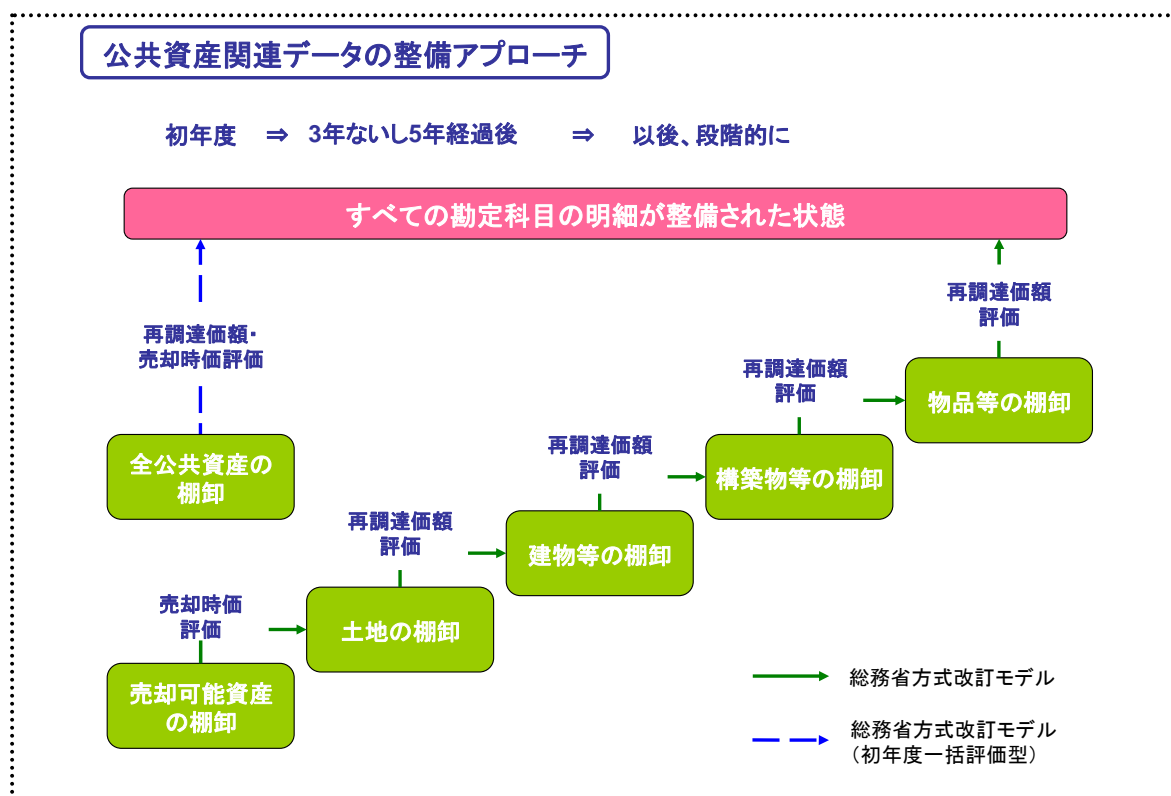 公共資産関連データの整備アプローチ
初年度 ⇒ 3年ないし5年経過後 ⇒ 以後、段階的に
すべての勘定科目の明細が整備された状態
再調達価額・
売却時価評価
全公共資産の
棚卸
売却時価
評価
売却可能資産
の棚卸
再調達価額
評価
土地の棚卸
再調達価額
評価
建物等の棚卸
再調達価額
評価
構築物等の棚卸
再調達価額
評価
物品等の棚卸
総務省方式改訂モデル
総務省方式改訂モデル
(初年度一括評価型)